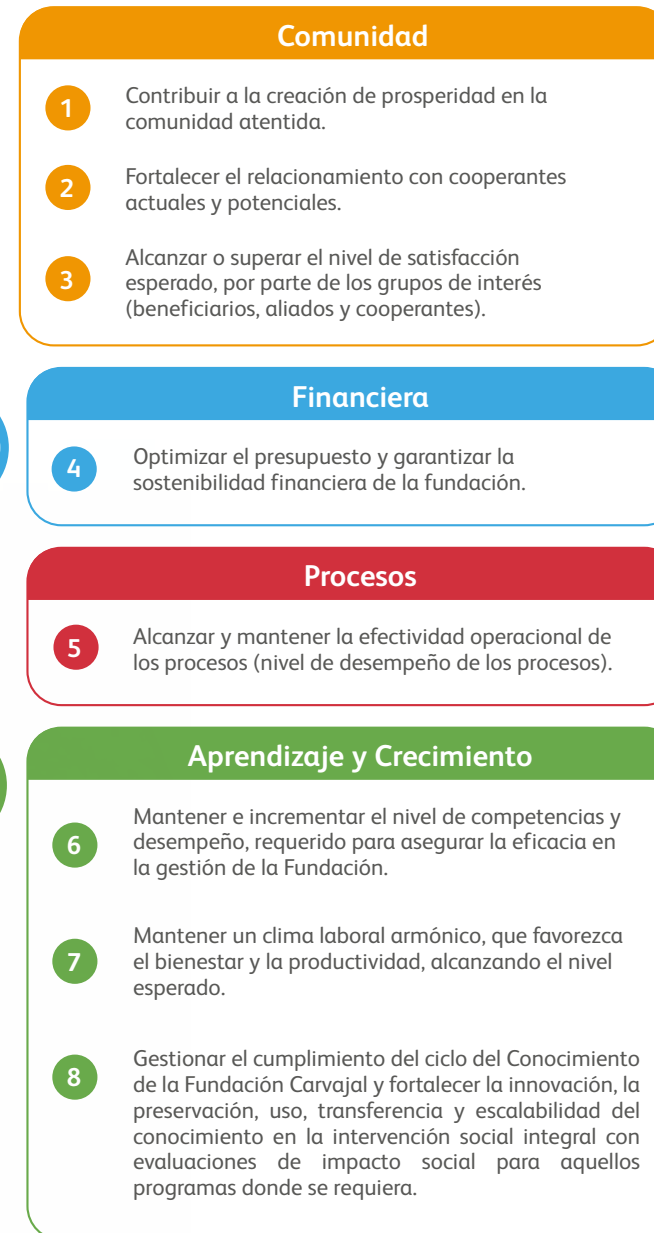 Comunidad
1
Contribuir a la creación de prosperidad en la
comunidad atentida.
2
Fortalecer el relacionamiento con cooperantes
actuales y potenciales.
3
Alcanzar o superar el nivel de satisfacción
esperado, por parte de los grupos de interés
(beneficiarios, aliados y cooperantes).
Financiera
4
Optimizar el presupuesto y garantizar la
sostenibilidad financiera de la fundación.
Procesos
5
Alcanzar y mantener la efectividad operacional de
los procesos (nivel de desempeño de los procesos).
Aprendizaje y Crecimiento
6
Mantener e incrementar el nivel de competencias y
desempeño, requerido para asegurar la eficacia en
la gestión de la Fundación.
7
Mantener un clima laboral armónico, que favorezca
el bienestar y la productividad, alcanzando el nivel
esperado.
8
Gestionar el cumplimiento del ciclo del Conocimiento
de la Fundación Carvajal y fortalecer la innovación, la
preservación, uso, transferencia y escalabilidad del
conocimiento en la intervención social integral con
evaluaciones de impacto social para aquellos
programas donde se requiera.